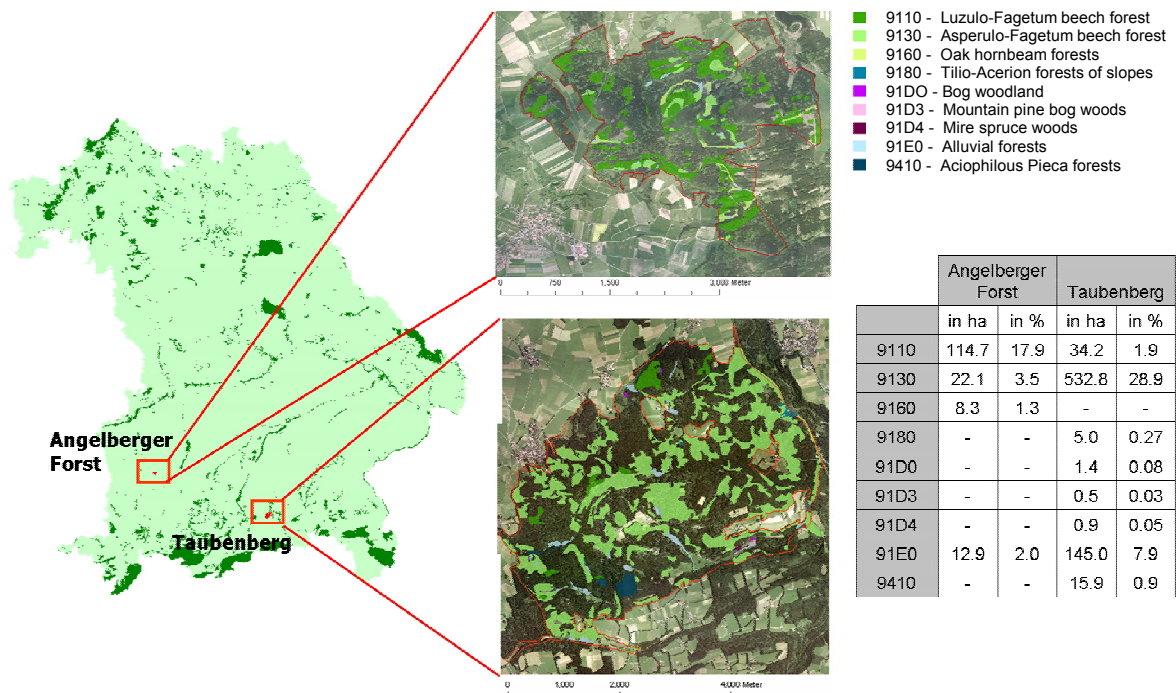 9110 - Luzulo-Fagetum beech forest
9130 - Asperulo-Fagetum beech forest
9160 - Oak hornbeam forests
9180 - Tilio-Acerion forests of slopes
91DO - Bog woodland
91D3 - Mountain pine bog woods
91D4 - Mire spruce woods
91E0 - Alluvial forests
9410 - Aciophilous Pieca forests
Angelberger
Forst
Taubenberg
0 750 1,500 3,000 Meter
0 1,000 2,000 4,000 Meter
Angelberger Forst Taubenberg
in ha in % in ha in %
9110 114.7 17.9 34.2 1.9
9130 22.1 3.5 532.8 28.9
9160 8.3 1.3 - -
9180 - - 5.0 0.27
91D0 - - 1.4 0.08
91D3 - - 0.5 0.03
91D4 - - 0.9 0.05
91E0 12.9 2.0 145.0 7.9
9410 - - 15.9 0.9